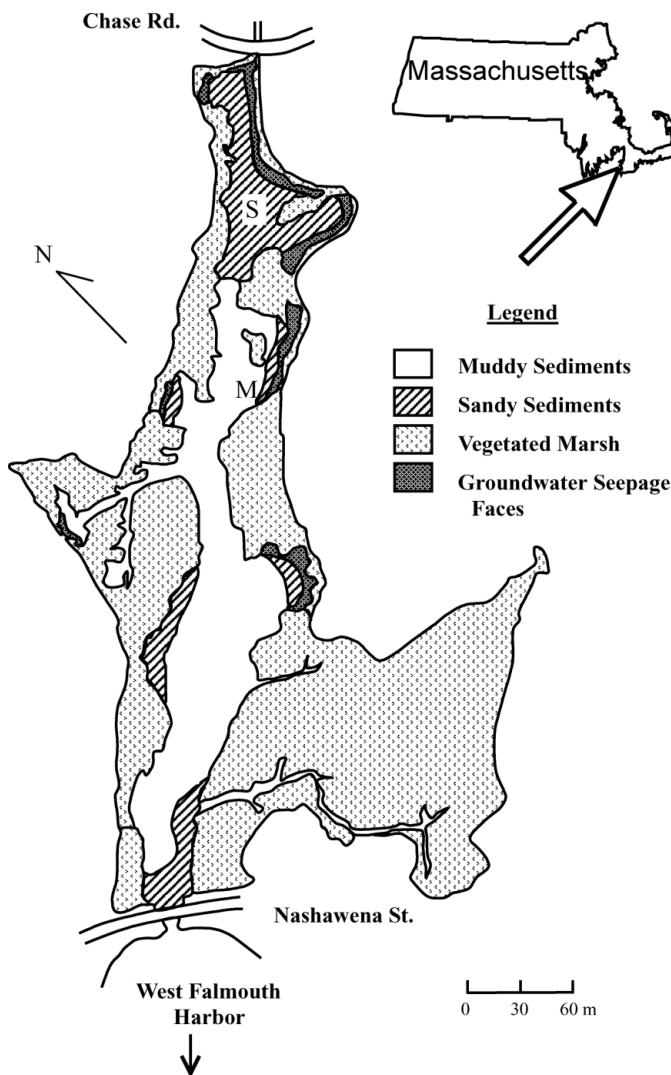 Chase Rd.
Massachusetts
S
N
M
Legend
Muddy Sediments
Sandy Sediments
Vegetated Marsh
Groundwater Seepage
Faces
Nashawena St.
West Falmouth
Harbor
0 30 60 m